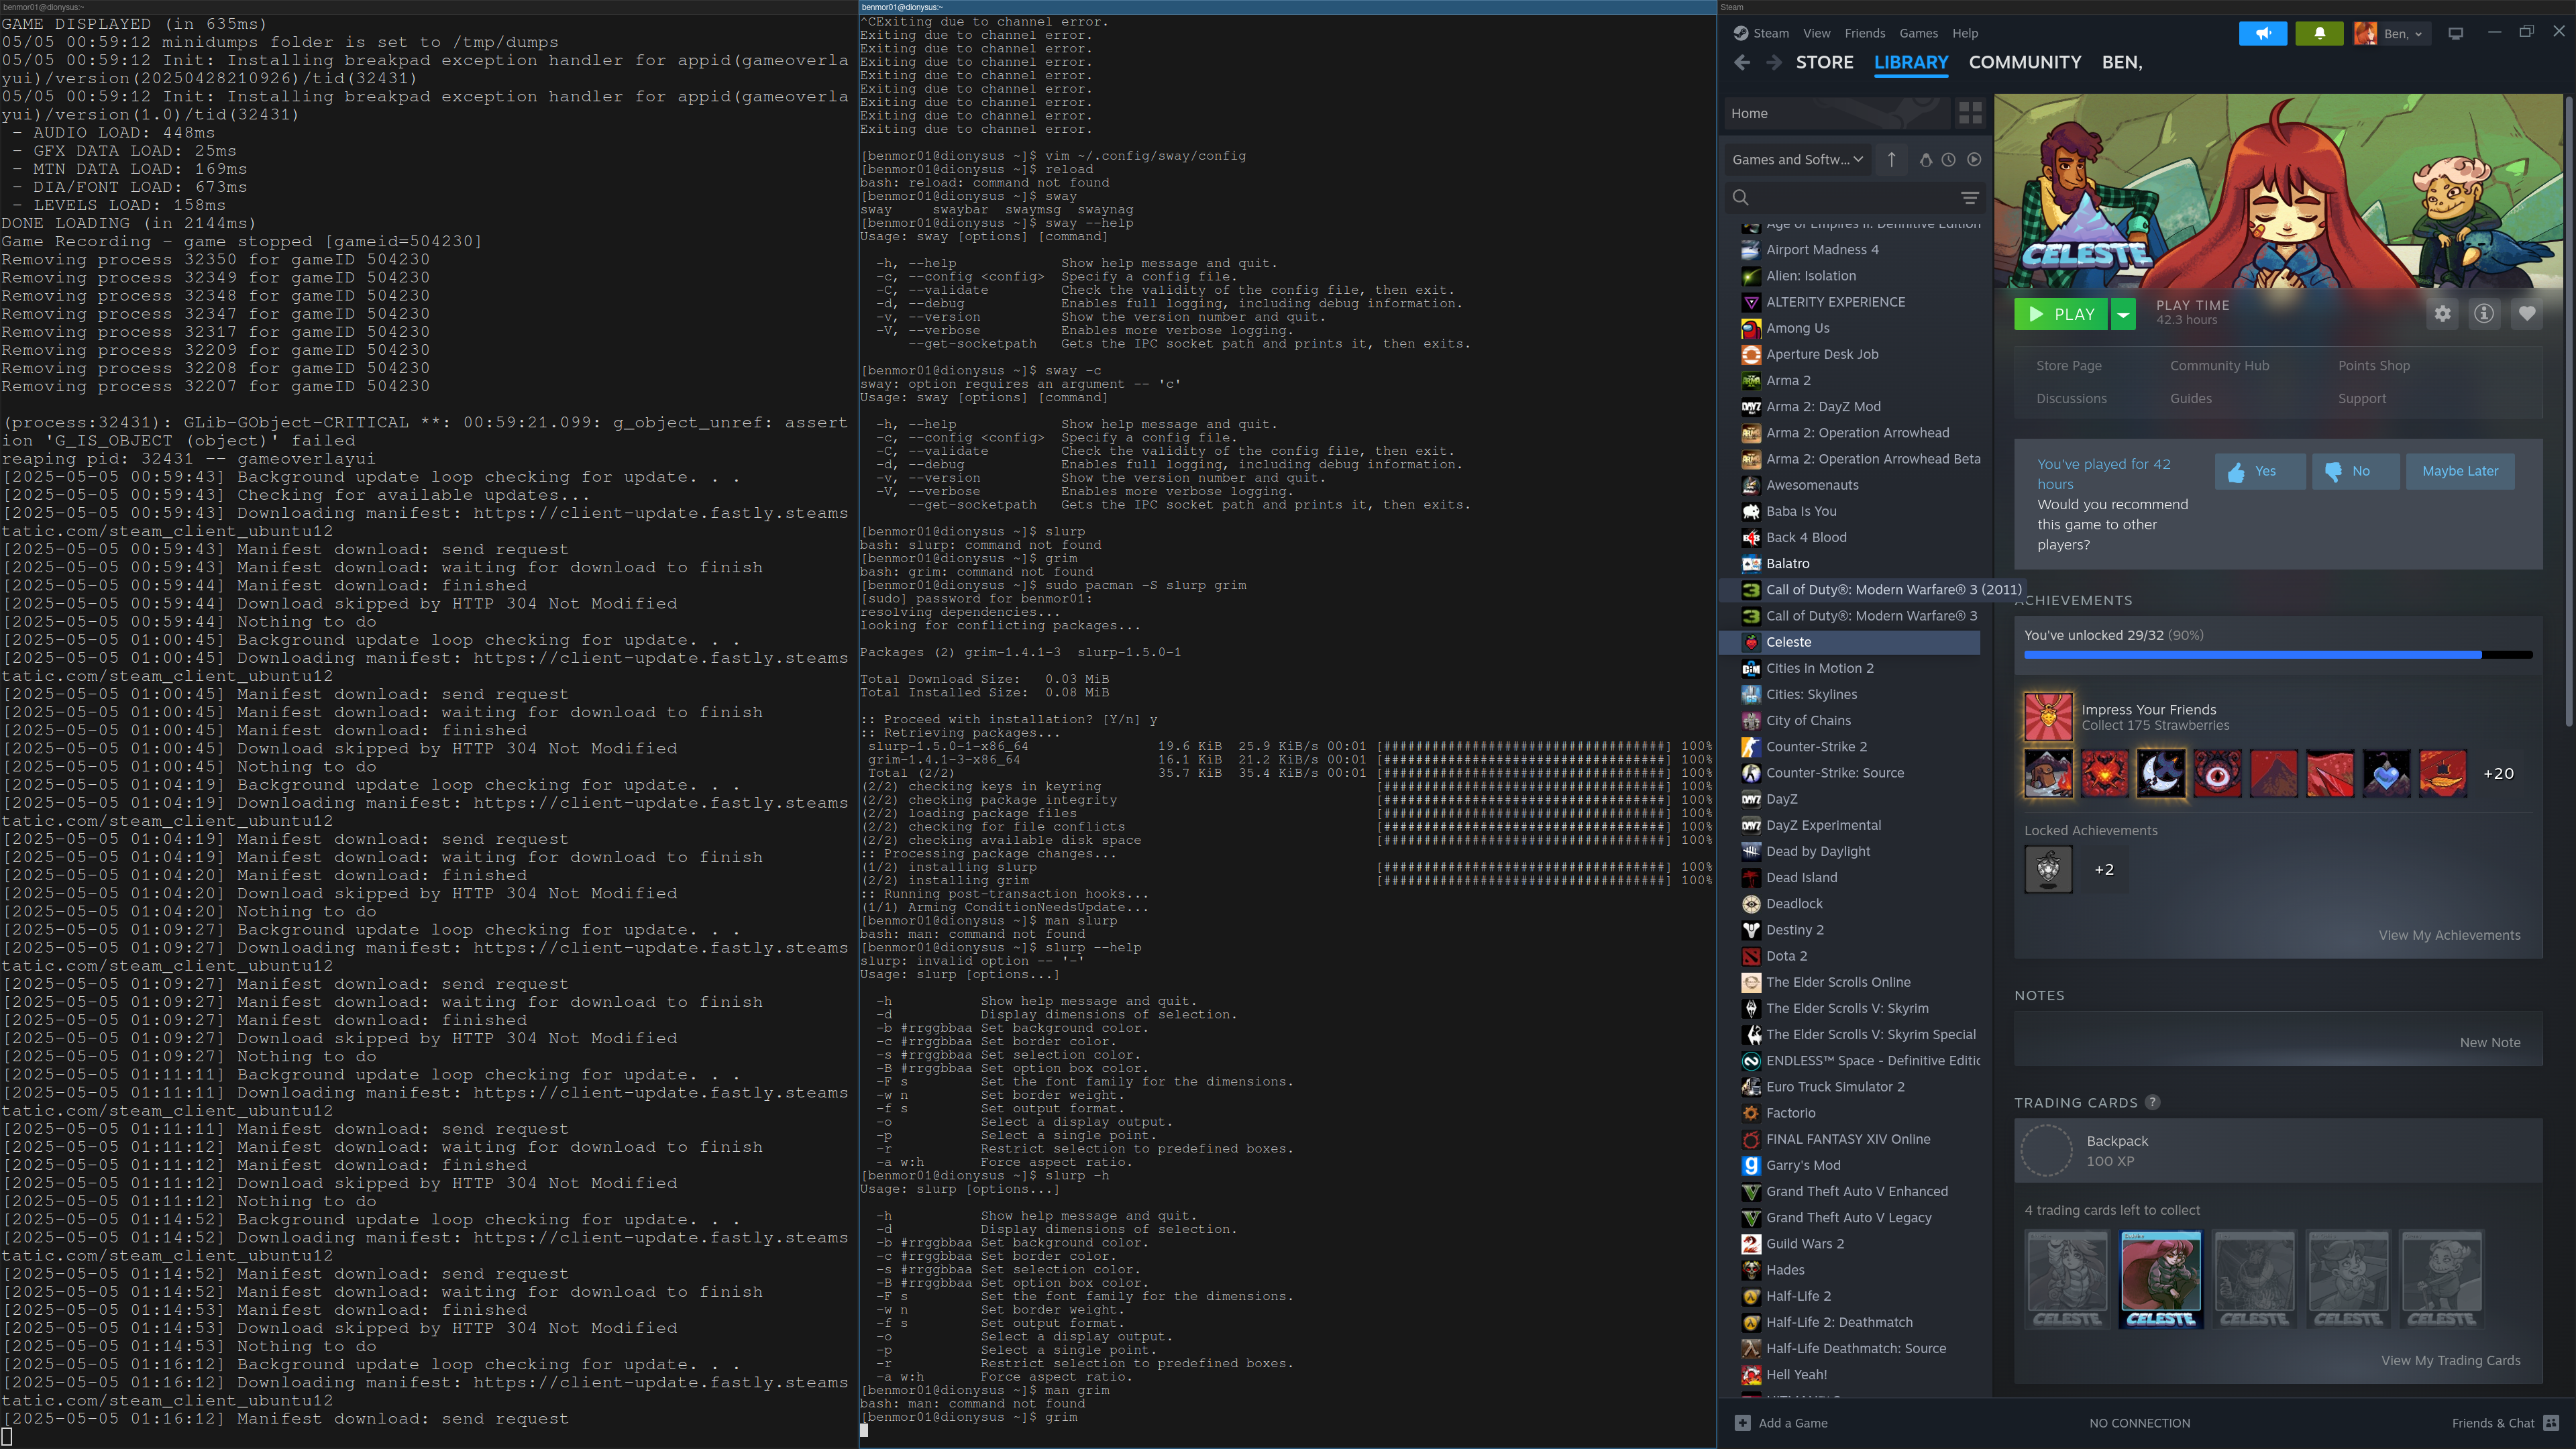 benmor01@dionysus:~
GAME DISPLAYED (in 635ms)
05/05 00:59:12 minidumps folder is set to /tmp/dumps
05/05 00:59:12 Init: Installing breakpad exception handler for appid(gameoverla
yui)/version(20250428210926)/tid(32431)
05/05 00:59:12 Init: Installing breakpad exception handler for appid(gameoverla
yui)/version(1.0)/tid(32431)
 - AUDIO LOAD: 448ms
 - GFX DATA LOAD: 25ms
 - MTN DATA LOAD: 169ms
 - DIA/FONT LOAD: 673ms
 - LEVELS LOAD: 158ms
DONE LOADING (in 2144ms)
Game Recording - game stopped [gameid=504230]
Removing process 32350 for gameID 504230
Removing process 32349 for gameID 504230
Removing process 32348 for gameID 504230
Removing process 32347 for gameID 504230
Removing process 32317 for gameID 504230
Removing process 32209 for gameID 504230
Removing process 32208 for gameID 504230
Removing process 32207 for gameID 504230
(process:32431): GLib-GObject-CRITICAL **: 00:59:21.099: g_object_unref: assert
ion 'G_IS_OBJECT (object)' failed
reaping pid: 32431 -- gameoverlayui
[2025-05-05 00:59:43] Background update loop checking for update. . .
[2025-05-05 00:59:43] Checking for available updates...
[2025-05-05 00:59:43] Downloading manifest: https://client-update.fastly.steams
tatic.com/steam_client_ubuntu12
[2025-05-05 00:59:43] Manifest download: send request
[2025-05-05 00:59:43] Manifest download: waiting for download to finish
[2025-05-05 00:59:44] Manifest download: finished
[2025-05-05 00:59:44] Download skipped by HTTP 304 Not Modified
[2025-05-05 00:59:44] Nothing to do
[2025-05-05 01:00:45] Background update loop checking for update. . .
[2025-05-05 01:00:45] Downloading manifest: https://client-update.fastly.steams
tatic.com/steam_client_ubuntu12
[2025-05-05 01:00:45] Manifest download: send request
[2025-05-05 01:00:45] Manifest download: waiting for download to finish
[2025-05-05 01:00:45] Manifest download: finished
[2025-05-05 01:00:45] Download skipped by HTTP 304 Not Modified
[2025-05-05 01:00:45] Nothing to do
[2025-05-05 01:04:19] Background update loop checking for update. . .
[2025-05-05 01:04:19] Downloading manifest: https://client-update.fastly.steams
tatic.com/steam_client_ubuntu12
[2025-05-05 01:04:19] Manifest download: send request
[2025-05-05 01:04:19] Manifest download: waiting for download to finish
[2025-05-05 01:04:20] Manifest download: finished
[2025-05-05 01:04:20] Download skipped by HTTP 304 Not Modified
[2025-05-05 01:04:20] Nothing to do
[2025-05-05 01:09:27] Background update loop checking for update. . .
[2025-05-05 01:09:27] Downloading manifest: https://client-update.fastly.steams
tatic.com/steam_client_ubuntu12
[2025-05-05 01:09:27] Manifest download: send request
[2025-05-05 01:09:27] Manifest download: waiting for download to finish
[2025-05-05 01:09:27] Manifest download: finished
[2025-05-05 01:09:27] Download skipped by HTTP 304 Not Modified
[2025-05-05 01:09:27] Nothing to do
[2025-05-05 01:11:11] Background update loop checking for update. . .
[2025-05-05 01:11:11] Downloading manifest: https://client-update.fastly.steams
tatic.com/steam_client_ubuntu12
[2025-05-05 01:11:11] Manifest download: send request
[2025-05-05 01:11:12] Manifest download: waiting for download to finish
[2025-05-05 01:11:12] Manifest download: finished
[2025-05-05 01:11:12] Download skipped by HTTP 304 Not Modified
[2025-05-05 01:11:12] Nothing to do
[2025-05-05 01:14:52] Background update loop checking for update. . .
[2025-05-05 01:14:52] Downloading manifest: https://client-update.fastly.steams
tatic.com/steam_client_ubuntu12
[2025-05-05 01:14:52] Manifest download: send request
[2025-05-05 01:14:52] Manifest download: waiting for download to finish
[2025-05-05 01:14:53] Manifest download: finished
[2025-05-05 01:14:53] Download skipped by HTTP 304 Not Modified
[2025-05-05 01:14:53] Nothing to do
[2025-05-05 01:16:12] Background update loop checking for update. . .
[2025-05-05 01:16:12] Downloading manifest: https://client-update.fastly.steams
tatic.com/steam_client_ubuntu12
[2025-05-05 01:16:12] Manifest download: send request
benmor01@dionysus:~
^CExiting due to channel error.
Exiting due to channel error.
Exiting due to channel error.
Exiting due to channel error.
Exiting due to channel error.
Exiting due to channel error.
Exiting due to channel error.
Exiting due to channel error.
Exiting due to channel error.
[benmor01@dionysus ~]$ vim ~/.config/sway/config
[benmor01@dionysus ~]$ reload
bash: reload: command not found
[benmor01@dionysus ~]$ sway
sway     swaybar  swaymsg  swaynag
[benmor01@dionysus ~]$ sway --help
Usage: sway [options] [command]
  -h, --help             Show help message and quit.
  -c, --config <config>  Specify a config file.
  -C, --validate         Check the validity of the config file, then exit.
  -d, --debug            Enables full logging, including debug information.
  -v, --version          Show the version number and quit.
  -V, --verbose          Enables more verbose logging.
      --get-socketpath   Gets the IPC socket path and prints it, then exits.
[benmor01@dionysus ~]$ sway -c
sway: option requires an argument -- 'c'
Usage: sway [options] [command]
  -h, --help             Show help message and quit.
  -c, --config <config>  Specify a config file.
  -C, --validate         Check the validity of the config file, then exit.
  -d, --debug            Enables full logging, including debug information.
  -v, --version          Show the version number and quit.
  -V, --verbose          Enables more verbose logging.
      --get-socketpath   Gets the IPC socket path and prints it, then exits.
[benmor01@dionysus ~]$ slurp
bash: slurp: command not found
[benmor01@dionysus ~]$ grim
bash: grim: command not found
[benmor01@dionysus ~]$ sudo pacman -S slurp grim
[sudo] password for benmor01:
resolving dependencies...
looking for conflicting packages...
Packages (2) grim-1.4.1-3  slurp-1.5.0-1
Total Download Size:   0.03 MiB
Total Installed Size:  0.08 MiB
:: Proceed with installation? [Y/n] y
:: Retrieving packages...
 slurp-1.5.0-1-x86_64    19.6 KiB  25.9 KiB/s 00:01 [###################################] 100%
 grim-1.4.1-3-x86_64    16.1 KiB  21.2 KiB/s 00:01 [###################################] 100%
 Total (2/2)    35.7 KiB  35.4 KiB/s 00:01 [###################################] 100%
(2/2) checking keys in keyring [###################################] 100%
(2/2) checking package integrity [###################################] 100%
(2/2) loading package files [###################################] 100%
(2/2) checking for file conflicts [###################################] 100%
(2/2) checking available disk space [###################################] 100%
:: Processing package changes...
(1/2) installing slurp [###################################] 100%
(2/2) installing grim [###################################] 100%
:: Running post-transaction hooks...
(1/1) Arming ConditionNeedsUpdate...
[benmor01@dionysus ~]$ man slurp
bash: man: command not found
[benmor01@dionysus ~]$ slurp --help
slurp: invalid option -- '-'
Usage: slurp [options...]
  -h           Show help message and quit.
  -d           Display dimensions of selection.
  -b #rrggbbaa Set background color.
  -c #rrggbbaa Set border color.
  -s #rrggbbaa Set selection color.
  -B #rrggbbaa Set option box color.
  -F s         Set the font family for the dimensions.
  -w n         Set border weight.
  -f s         Set output format.
  -o           Select a display output.
  -p           Select a single point.
  -r           Restrict selection to predefined boxes.
  -a w:h       Force aspect ratio.
[benmor01@dionysus ~]$ slurp -h
Usage: slurp [options...]
  -h           Show help message and quit.
  -d           Display dimensions of selection.
  -b #rrggbbaa Set background color.
  -c #rrggbbaa Set border color.
  -s #rrggbbaa Set selection color.
  -B #rrggbbaa Set option box color.
  -F s         Set the font family for the dimensions.
  -w n         Set border weight.
  -f s         Set output format.
  -o           Select a display output.
  -p           Select a single point.
  -r           Restrict selection to predefined boxes.
  -a w:h       Force aspect ratio.
[benmor01@dionysus ~]$ man grim
bash: man: command not found
[benmor01@dionysus ~]$ grim
Steam
Steam View Friends Games Help
Ben,
STORE LIBRARY COMMUNITY BEN,
Home
Games and Softw...
Age of Empires II: Definitive Edition
Airport Madness 4
Alien: Isolation
ALTERITY EXPERIENCE
Among Us
Aperture Desk Job
Arma 2
Arma 2: DayZ Mod
Arma 2: Operation Arrowhead
Arma 2: Operation Arrowhead Beta
Awesomenauts
Baba Is You
Back 4 Blood
Balatro
Call of Duty®: Modern Warfare® 3 (2011)
Call of Duty®: Modern Warfare® 3
Celeste
Cities in Motion 2
Cities: Skylines
City of Chains
Counter-Strike 2
Counter-Strike: Source
DayZ
DayZ Experimental
Dead by Daylight
Dead Island
Deadlock
Destiny 2
Dota 2
The Elder Scrolls Online
The Elder Scrolls V: Skyrim
The Elder Scrolls V: Skyrim Special
ENDLESS™ Space - Definitive Editic
Euro Truck Simulator 2
Factorio
FINAL FANTASY XIV Online
Garry's Mod
Grand Theft Auto V Enhanced
Grand Theft Auto V Legacy
Guild Wars 2
Hades
Half-Life 2
Half-Life 2: Deathmatch
Half-Life Deathmatch: Source
Hell Yeah!
CELESTE
PLAY
PLAY TIME
42.3 hours
Store Page Community Hub Points Shop
Discussions Guides Support
You've played for 42
hours
Would you recommend
this game to other
players?
Yes No Maybe Later
ACHIEVEMENTS
You've unlocked 29/32 (90%)
Impress Your Friends
Collect 175 Strawberries
+20
Locked Achievements
+2
View My Achievements
NOTES
New Note
TRADING CARDS ?
Backpack
100 XP
4 trading cards left to collect
CELESTE CELESTE CELESTE CELESTE CELESTE
View My Trading Cards
Add a Game
NO CONNECTION
Friends & Chat